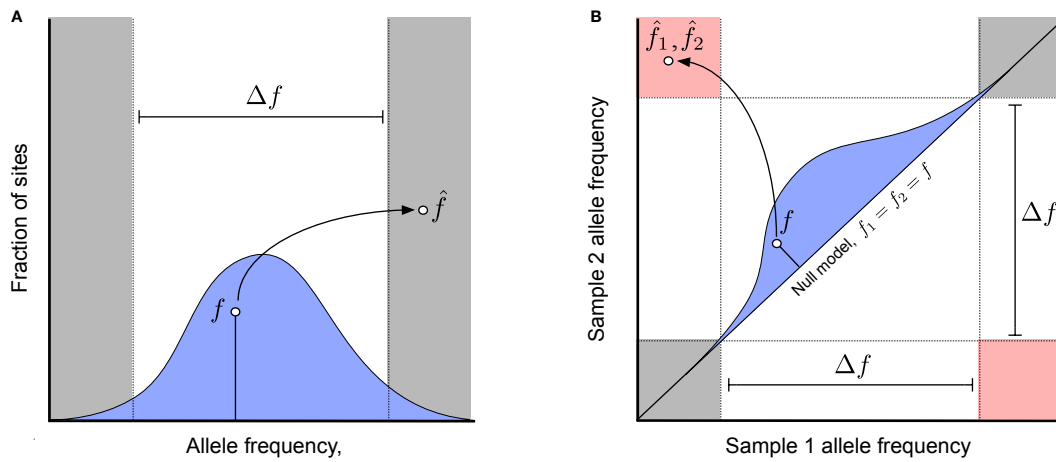 A
Δf
Fraction of sites
f̂
f
Allele frequency,
B
f̂₁, f̂₂
Sample 2 allele frequency
f
Null model, f₁ = f₂ = f
Δf
Δf
Sample 1 allele frequency